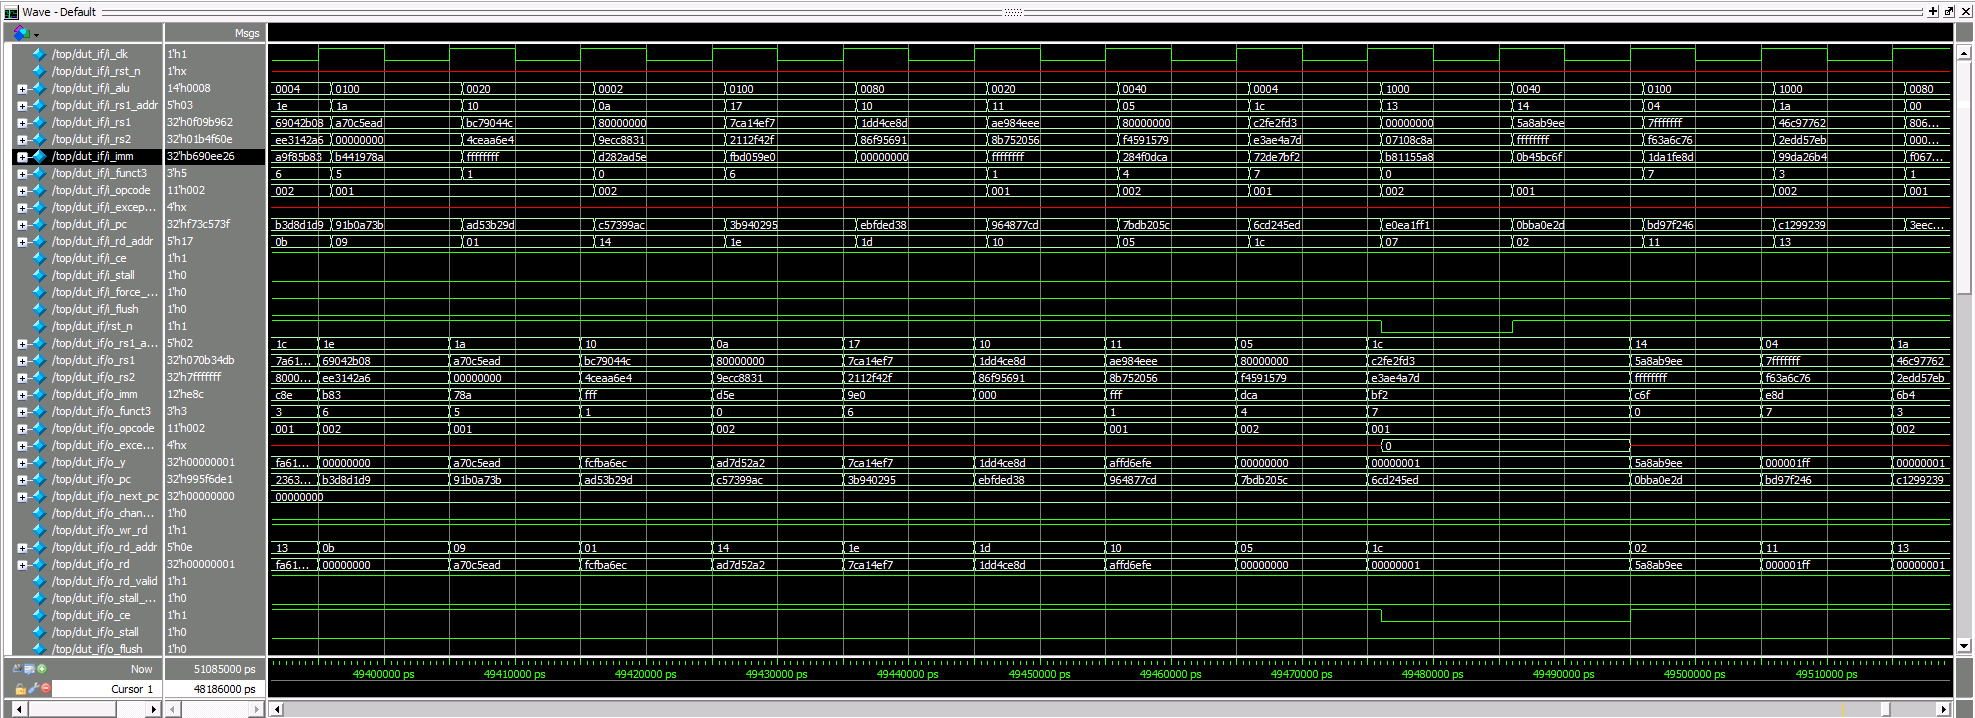 Wave - Default
Msgs
/top/dut_if/i_clk 1'h1
/top/dut_if/i_rst_n 1'hx
/top/dut_if/i_alu 14'h0008 0004 0100 0020 0002 0100 0080 0020 0040 0004 1000 0040 0100 1000 0080
/top/dut_if/i_rs1_addr 5'h03 1e 1a 10 0a 17 10 11 05 1c 13 14 04 1a 00
/top/dut_if/i_rs1 32'h0f09b962 69042b08 a70c5ead bc79044c 80000000 7ca14ef7 1dd4ce8d ae984eee 80000000 c2fe2fd3 00000000 5a8ab9ee 7fffffff 46c97762 806...
/top/dut_if/i_rs2 32'h01b4f60e ee3142a6 00000000 4ceaa6e4 9ecc8831 2112f42f 86f95691 8b752056 f4591579 e3ae4a7d 07108c8a ffffffff f63a6c76 2edd57eb 000...
/top/dut_if/i_imm 32'hb690ee26 a9f85b83 b441978a ffffffff d282ad5e fbd059e0 00000000 ffffffff 284f0dca 72de7bf2 b81155a8 0b45bc6f 1da1fe8d 99da26b4 f067...
/top/dut_if/i_funct3 3'h5 6 5 1 0 6 1 4 7 0 7 3 1
/top/dut_if/i_opcode 11'h002 002 001 002 001 002 001 002 001 002 001
/top/dut_if/i_excep... 4'hx
/top/dut_if/i_pc 32'hf73c573f b3d8d1d9 91b0a73b ad53b29d c57399ac 3b940295 ebfded38 964877cd 7bdb205c 6cd245ed e0ea1ff1 0bba0e2d bd97f246 c1299239 3eec...
/top/dut_if/i_rd_addr 5'h17 0b 09 01 14 1e 1d 10 05 1c 07 02 11 13
/top/dut_if/i_ce 1'h1
/top/dut_if/i_stall 1'h0
/top/dut_if/i_force_... 1'h0
/top/dut_if/i_flush 1'h0
/top/dut_if/rst_n 1'h1
/top/dut_if/o_rs1_a... 5'h02 1c 1e 1a 10 0a 17 10 11 05 1c 14 04 1a
/top/dut_if/o_rs1 32'h070b34db 7a61... 69042b08 a70c5ead bc79044c 80000000 7ca14ef7 1dd4ce8d ae984eee 80000000 c2fe2fd3 5a8ab9ee 7fffffff 46c97762
/top/dut_if/o_rs2 32'h7fffffff 8000... ee3142a6 00000000 4ceaa6e4 9ecc8831 2112f42f 86f95691 8b752056 f4591579 e3ae4a7d ffffffff f63a6c76 2edd57eb
/top/dut_if/o_imm 12'he8c c8e b83 78a fff d5e 9e0 000 fff dca bf2 c6f e8d 6b4
/top/dut_if/o_funct3 3'h3 3 6 5 1 0 6 1 4 7 0 7 3
/top/dut_if/o_opcode 11'h002 001 002 001 002 001 002 001 002
/top/dut_if/o_exce... 4'hx 0
/top/dut_if/o_y 32'h00000001 fa61... 00000000 a70c5ead fcfba6ec ad7d52a2 7ca14ef7 1dd4ce8d affd6efe 00000000 00000001 5a8ab9ee 000001ff 00000001
/top/dut_if/o_pc 32'h995f6de1 2363... b3d8d1d9 91b0a73b ad53b29d c57399ac 3b940295 ebfded38 964877cd 7bdb205c 6cd245ed 0bba0e2d bd97f246 c1299239
/top/dut_if/o_next_pc 32'h00000000 00000000
/top/dut_if/o_chan... 1'h0
/top/dut_if/o_wr_rd 1'h1
/top/dut_if/o_rd_addr 5'h0e 13 0b 09 01 14 1e 1d 10 05 1c 02 11 13
/top/dut_if/o_rd 32'h00000001 fa61... 00000000 a70c5ead fcfba6ec ad7d52a2 7ca14ef7 1dd4ce8d affd6efe 00000000 00000001 5a8ab9ee 000001ff 00000001
/top/dut_if/o_rd_valid 1'h1
/top/dut_if/o_stall_... 1'h0
/top/dut_if/o_ce 1'h1
/top/dut_if/o_stall 1'h0
/top/dut_if/o_flush 1'h0
Now 51085000 ps 49400000 ps 49410000 ps 49420000 ps 49430000 ps 49440000 ps 49450000 ps 49460000 ps 49470000 ps 49480000 ps 49490000 ps 49500000 ps 49510000 ps
Cursor 1 48186000 ps